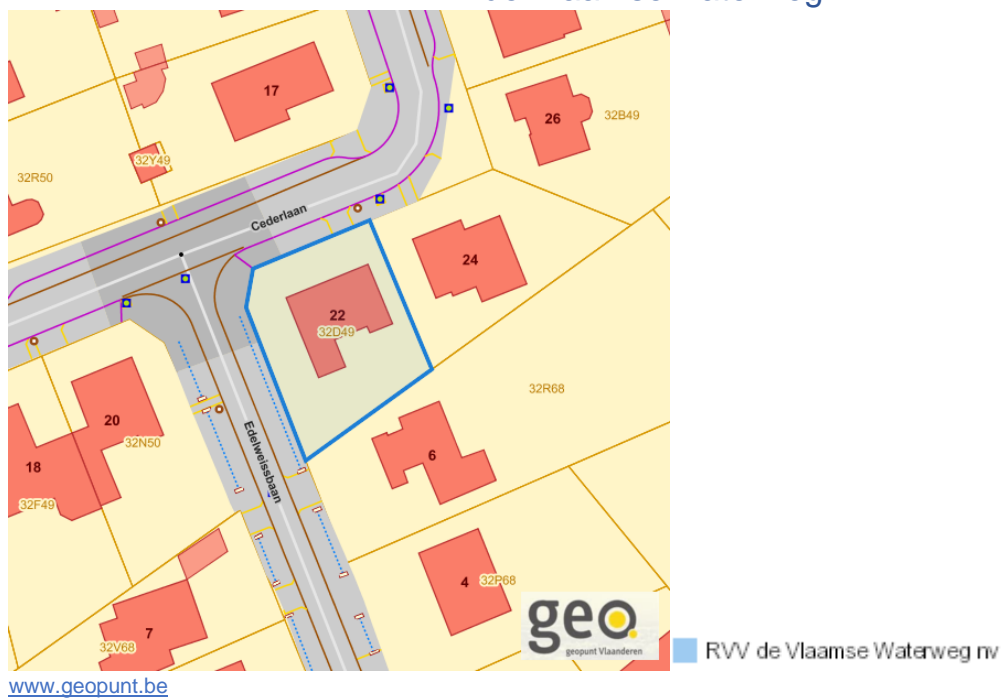 17
26
32B49
32Y49
32R50
Cederlaan
24
22
32D49
32R68
20
32N50
Edelweissbaan
6
18
32F49
4
32P68
7
32V68
geo.
geopunt Vlaanderen
RVV de Vlaamse Waterweg nv
www.geopunt.be